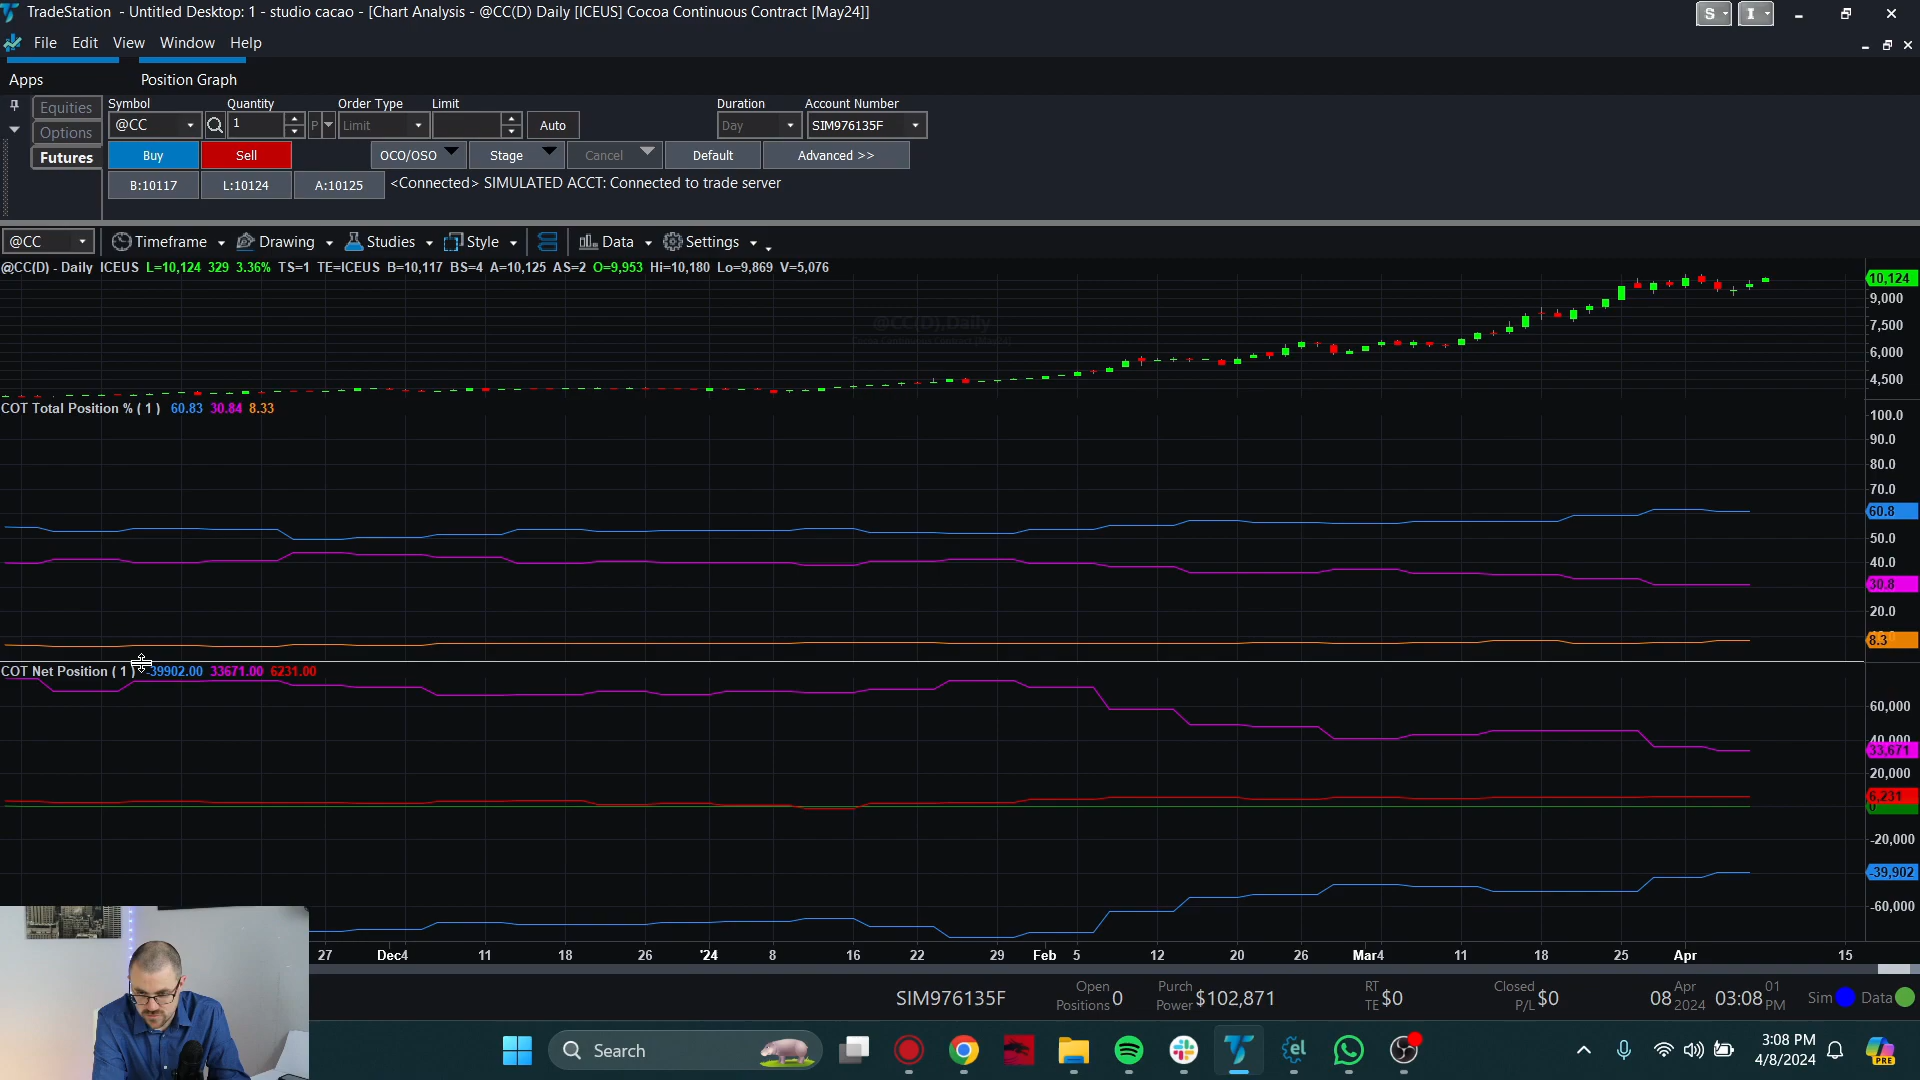 TradeStation - Untitled Desktop: 1 - studio cacao - [Chart Analysis - @CC(D) Daily [ICEUS] Cocoa Continuous Contract [May24]]
S I
File Edit View Window Help
Apps Position Graph
Symbol Quantity Order Type Limit Duration Account Number
Equities
@CC 1 P Limit Auto Day SIM976135F
Options
Futures Buy Sell OCO/OSO Stage Cancel Default Advanced >>
B:10117 L:10124 A:10125 <Connected> SIMULATED ACCT: Connected to trade server
@CC Timeframe Drawing Studies Style Data Settings
@CC(D) - Daily ICEUS L=10,124 329 3.36% TS=1 TE=ICEUS B=10,117 BS=4 A=10,125 AS=2 O=9,953 Hi=10,180 Lo=9,869 V=5,076
10,124
9,000
@CC(D),Daily
7,500
Cocoa Continuous Contract [May24]
6,000
4,500
COT Total Position % ( 1 ) 60.83 30.84 8.33
100.0
90.0
80.0
70.0
60.8
50.0
40.0
30.8
20.0
8.3
COT Net Position ( 1 ) -39902.00 33671.00 6231.00
60,000
40,000
33,671
20,000
6,231
0
-20,000
-39,902
-60,000
27 Dec4 11 18 26 '24 8 16 22 29 Feb 5 12 20 26 Mar4 11 18 25 Apr 15
SIM976135F Open Positions 0 Purch Power $102,871 RT TE $0 Closed P/L $0 08 Apr 2024 03:08 01 PM Sim Data
Search
el
3:08 PM
4/8/2024
PRE